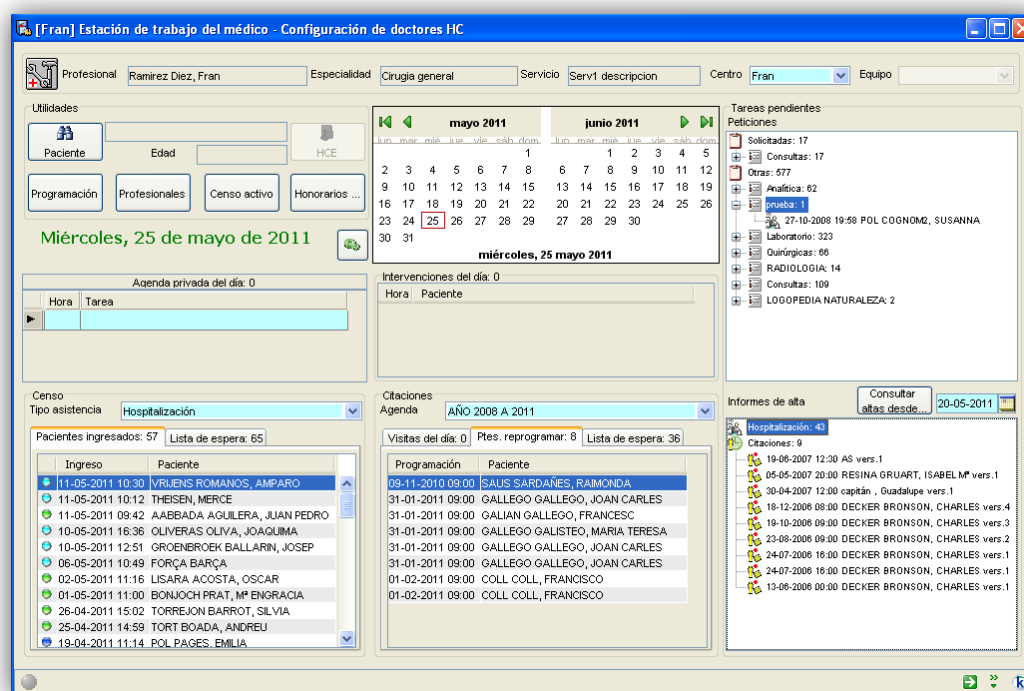 [Fran] Estación de trabajo del médico - Configuración de doctores HC
Profesional Ramirez Diez, Fran Especialidad Cirugia general Servicio Serv1 descripcion Centro Fran Equipo
Utilidades
Paciente
Edad
HCE
Programación Profesionales Censo activo Honorarios ...
Miércoles, 25 de mayo de 2011
mayo 2011 junio 2011
lun mar mié jue vie sáb dom lun mar mié jue vie sáb dom
1 1 2 3 4 5
2 3 4 5 6 7 8 6 7 8 9 10 11 12
9 10 11 12 13 14 15 13 14 15 16 17 18 19
16 17 18 19 20 21 22 20 21 22 23 24 25 26
23 24 25 26 27 28 29 27 28 29 30
30 31
miércoles, 25 mayo 2011
Tareas pendientes
Peticiones
Solicitadas: 17
Consultas: 17
Otras: 577
Analítica: 62
prueba: 1
27-10-2008 19:58 POL COGNOM2, SUSANNA
Laboratorio: 323
Quirúrgicas: 66
RADIOLOGIA: 14
Consultas: 109
LOGOPEDIA NATURALEZA: 2
Agenda privada del día: 0
Hora Tarea
Intervenciones del día: 0
Hora Paciente
Censo
Tipo asistencia Hospitalización
Pacientes ingresados: 57 Lista de espera: 65
Ingreso Paciente
11-05-2011 10:30 VRIJENS ROMANOS, AMPARO
11-05-2011 10:12 THEISEN, MERCE
11-05-2011 09:42 AABBADA AGUILERA, JUAN PEDRO
10-05-2011 16:36 OLIVERAS OLIVA, JOAQUIMA
10-05-2011 12:51 GROENBROEK BALLARIN, JOSEP
06-05-2011 10:49 FORÇA BARÇA
02-05-2011 11:16 LISARA ACOSTA, OSCAR
01-05-2011 11:00 BONJOCH PRAT, Mª ENGRACIA
26-04-2011 15:02 TORREJON BARROT, SILVIA
25-04-2011 14:59 TORT BOADA, ANDREU
19-04-2011 11:14 POL PAGES, EMILIA
Citaciones
Agenda AÑO 2008 A 2011
Visitas del día: 0 Ptes. reprogramar: 8 Lista de espera: 36
Programación Paciente
09-11-2010 09:00 SAUS SARDAÑES, RAIMONDA
31-01-2011 09:00 GALLEGO GALLEGO, JOAN CARLES
31-01-2011 09:00 GALIAN GALLEGO, FRANCESC
31-01-2011 09:00 GALLEGO GALISTEO, MARIA TERESA
31-01-2011 09:00 GALLEGO GALLEGO, JOAN CARLES
31-01-2011 09:00 GALLEGO GALLEGO, JOAN CARLES
01-02-2011 09:00 COLL COLL, FRANCISCO
01-02-2011 09:00 COLL COLL, FRANCISCO
Informes de alta Consultar altas desde... 20-05-2011
Hospitalización: 43
Citaciones: 9
19-06-2007 12:30 AS vers.1
05-05-2007 20:00 RESINA GRUART, ISABEL Mª vers.1
30-04-2007 12:00 capitán , Guadalupe vers.1
18-12-2006 08:00 DECKER BRONSON, CHARLES vers.4
19-10-2006 09:00 DECKER BRONSON, CHARLES vers.3
23-08-2006 09:00 DECKER BRONSON, CHARLES vers.2
24-07-2006 16:00 DECKER BRONSON, CHARLES vers.1
24-07-2006 16:00 DECKER BRONSON, CHARLES vers.1
13-06-2006 00:00 DECKER BRONSON, CHARLES vers.1